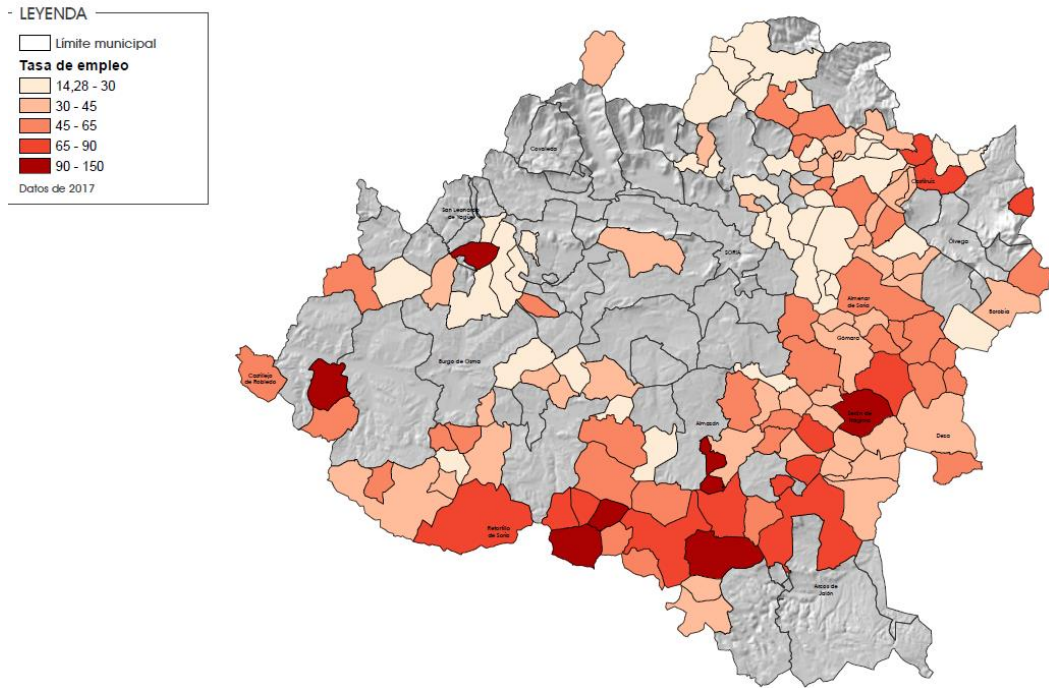 LEYENDA
Límite municipal
Tasa de empleo
14,28 - 30
30 - 45
45 - 65
65 - 90
90 - 150
Datos de 2017
Covaleda
San Leonardo
de Yagüe
SORIA
Ólvega
Almenar
de Soria
Borobia
Gómara
Castillejo
de Robledo
Burgo de Osma
Almazán
Deza
Retortillo
de Soria
Arcos de
Jalón